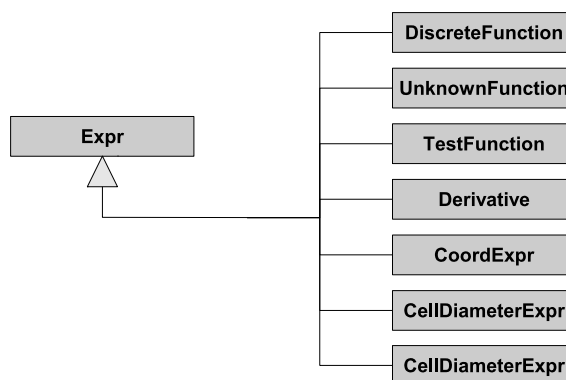 DiscreteFunction
UnknownFunction
Expr
TestFunction
Derivative
CoordExpr
CellDiameterExpr
CellDiameterExpr